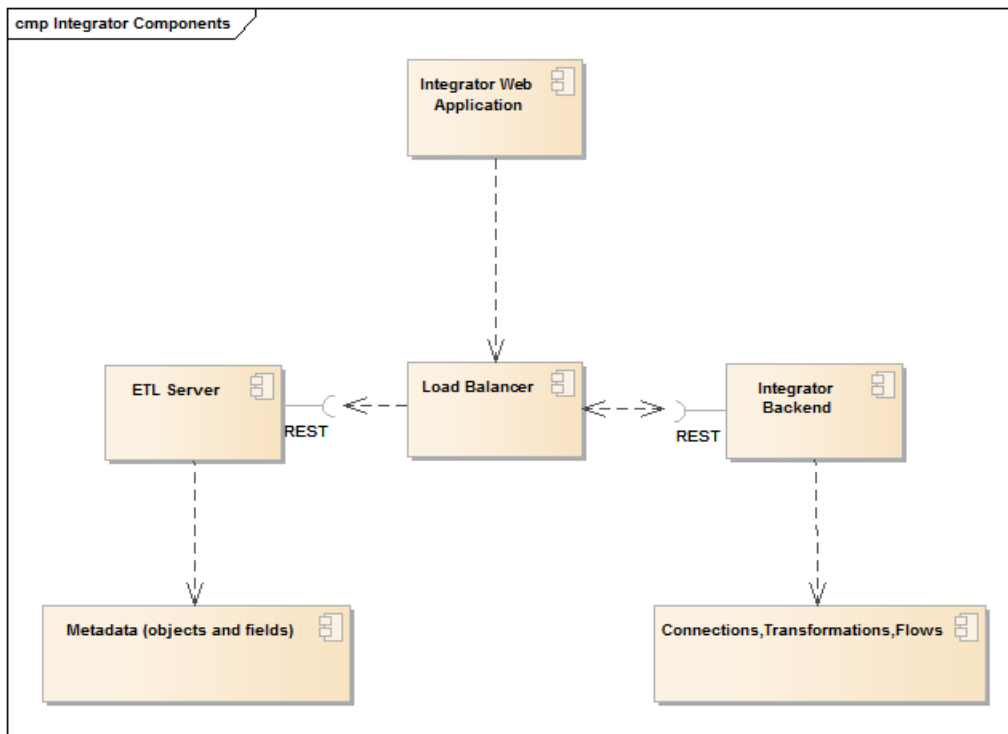 cmp Integrator Components
Integrator Web
Application
ETL Server
Load Balancer
Integrator
Backend
REST
REST
Metadata (objects and fields)
Connections,Transformations,Flows